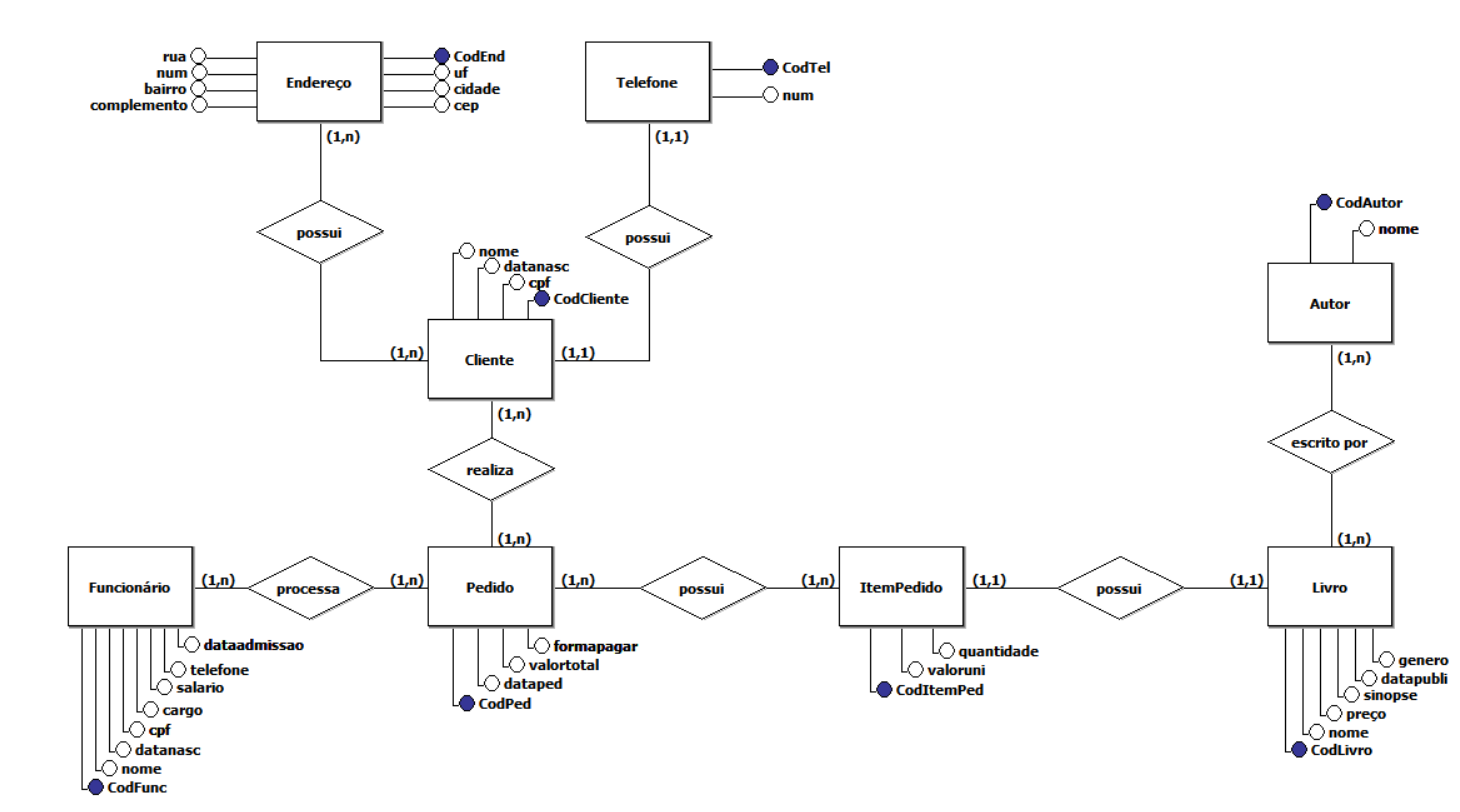 rua
num
bairro
complemento
Endereço
CodEnd
uf
cidade
cep
(1,n)
Telefone
CodTel
num
(1,1)
possui
possui
nome
datanasc
cpf
CodCliente
(1,n)
Cliente
(1,1)
(1,n)
CodAutor
nome
Autor
(1,n)
escrito por
(1,n)
realiza
(1,n)
Funcionário
(1,n)
processa
(1,n)
Pedido
(1,n)
possui
(1,n)
ItemPedido
(1,1)
possui
(1,1)
Livro
dataadmissao
telefone
salario
cargo
cpf
datanasc
nome
CodFunc
formapagar
valortotal
dataped
CodPed
quantidade
valoruni
CodItemPed
genero
datapubli
sinopse
preço
nome
CodLivro